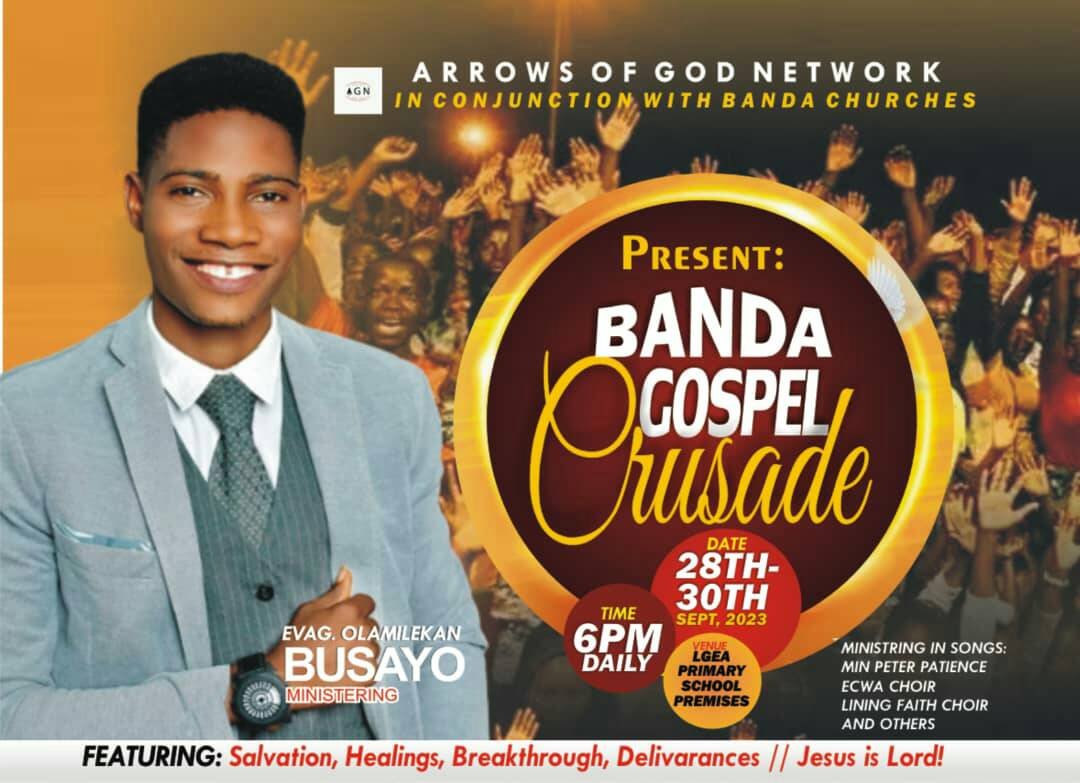 AGN
ARROWS OF GOD NETWORK
IN CONJUNCTION WITH BANDA CHURCHES
PRESENT:
BANDA
GOSPEL
Crusade
DATE
28TH-
30TH
SEPT, 2023
TIME
6PM
DAILY
VENUE
LGEA
PRIMARY
SCHOOL
PREMISES
EVAG. OLAMILEKAN
BUSAYO
MINISTERING
MINISTRING IN SONGS:
MIN PETER PATIENCE
ECWA CHOIR
LINING FAITH CHOIR
AND OTHERS
FEATURING: Salvation, Healings, Breakthrough, Delivarances // Jesus is Lord!